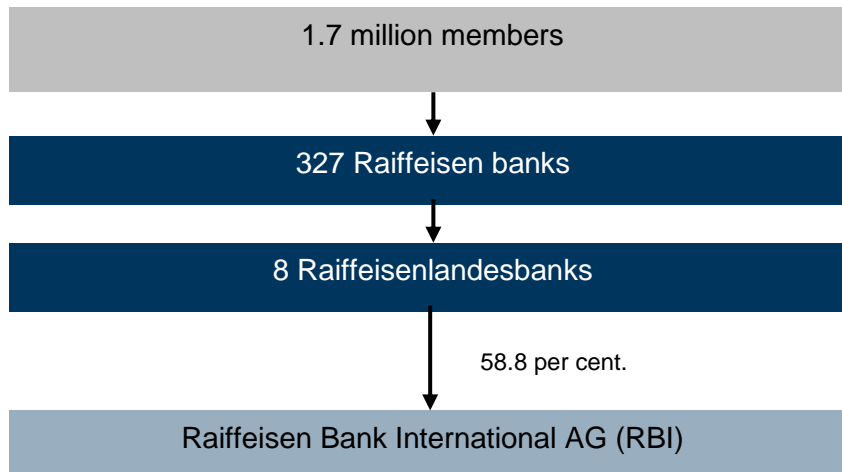 1.7 million members
327 Raiffeisen banks
8 Raiffeisenlandesbanks
58.8 per cent.
Raiffeisen Bank International AG (RBI)